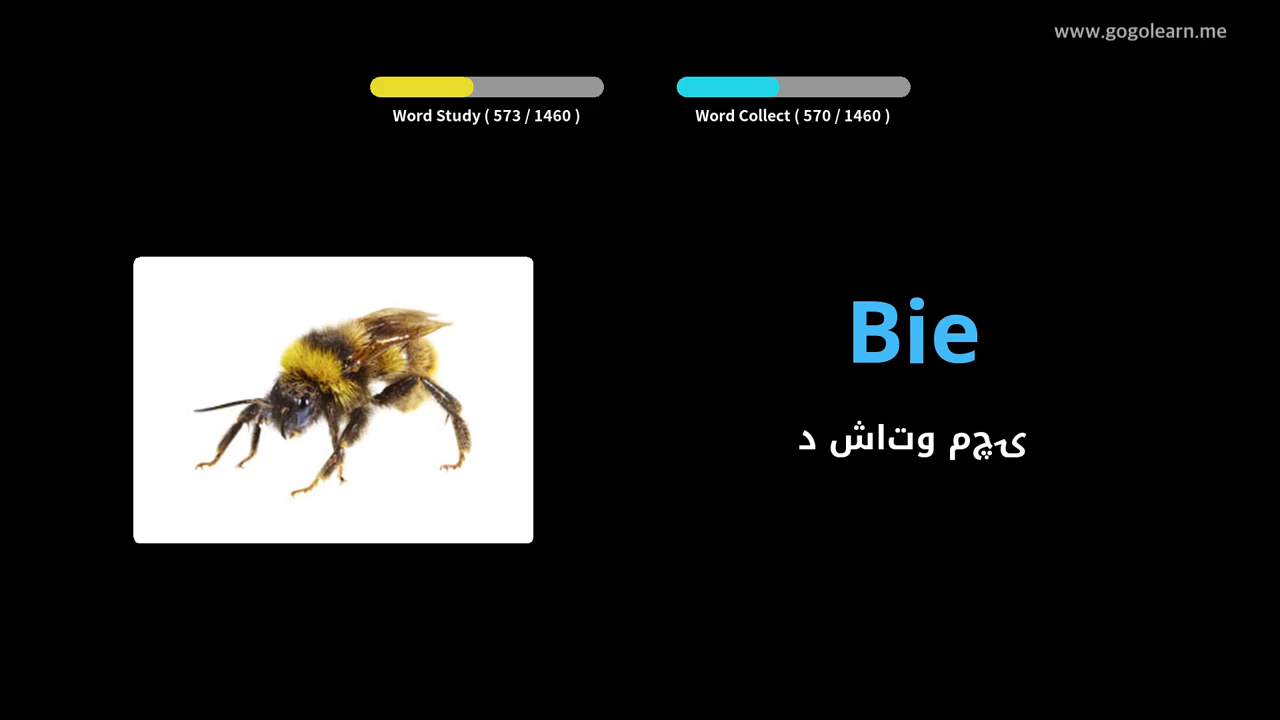 www.gogolearn.me
Word Study ( 573 / 1460 )
Word Collect ( 570 / 1460 )
Bie
د شاتو مچۍ